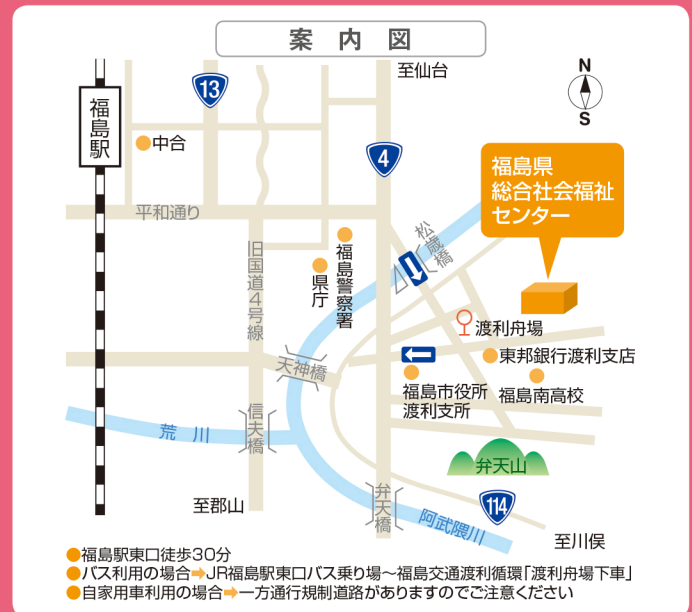 案内図
至仙台
N
S
13
福島駅
中合
4
福島県
総合社会福祉
センター
平和通り
松齢橋
旧国道4号線
福島警察署
県庁
渡利舟場
東邦銀行渡利支店
天神橋
福島市役所
渡利支所
福島南高校
信夫橋
荒川
弁天山
弁天橋
114
至郡山
阿武隈川
至川俣
●福島駅東口徒歩30分
●バス利用の場合➡JR福島駅東口バス乗り場～福島交通渡利循環「渡利舟場下車」
●自家用車利用の場合➡一方通行規制道路がありますのでご注意ください